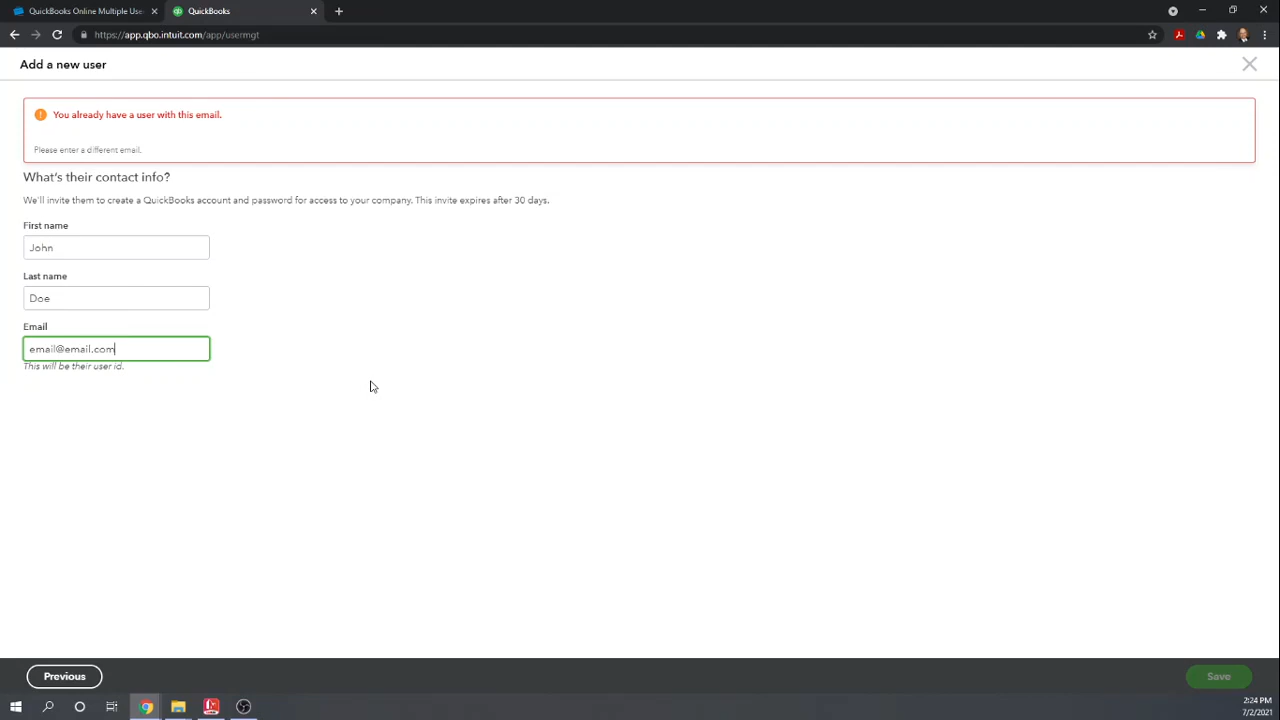 QuickBooks Online Multiple Use
QuickBooks
https://app.qbo.intuit.com/app/usermgt
Add a new user
You already have a user with this email.
Please enter a different email.
What's their contact info?
We'll invite them to create a QuickBooks account and password for access to your company. This invite expires after 30 days.
First name
John
Last name
Doe
Email
email@email.com
This will be their user id.
Previous
Save
2:24 PM
7/2/2021